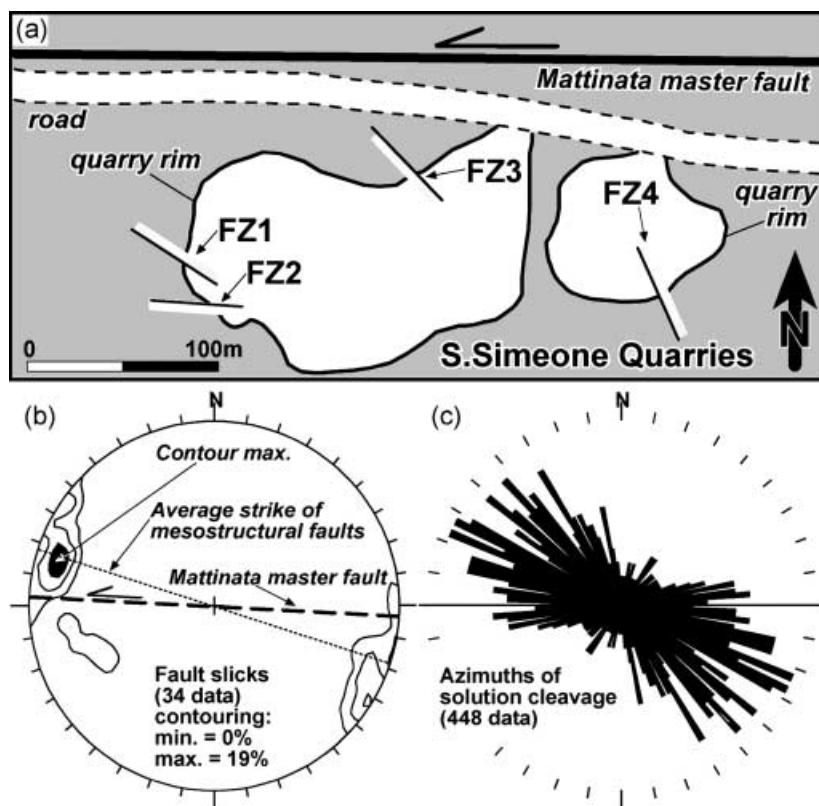 (a)
Mattinata master fault
road
quarry rim
FZ3
FZ1
FZ2
FZ4
quarry
rim
0
100m
S.Simeone Quarries
N
(b)
N
Contour max.
Average strike of
mesostructural faults
Mattinata master fault
Fault slicks
(34 data)
contouring:
min. = 0%
max. = 19%
(c)
N
Azimuths of
solution cleavage
(448 data)